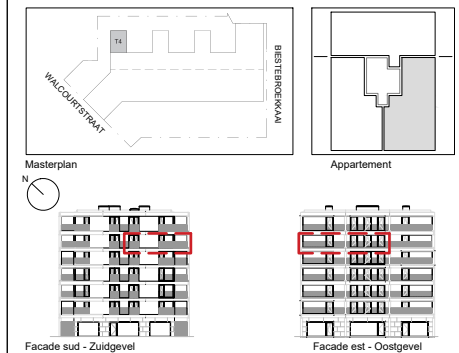 T4
WALCOURTSTRAAT
BIESTEBROEKKAAI
Masterplan
Appartement
N
Facade sud - Zuidgevel
Facade est - Oostgevel